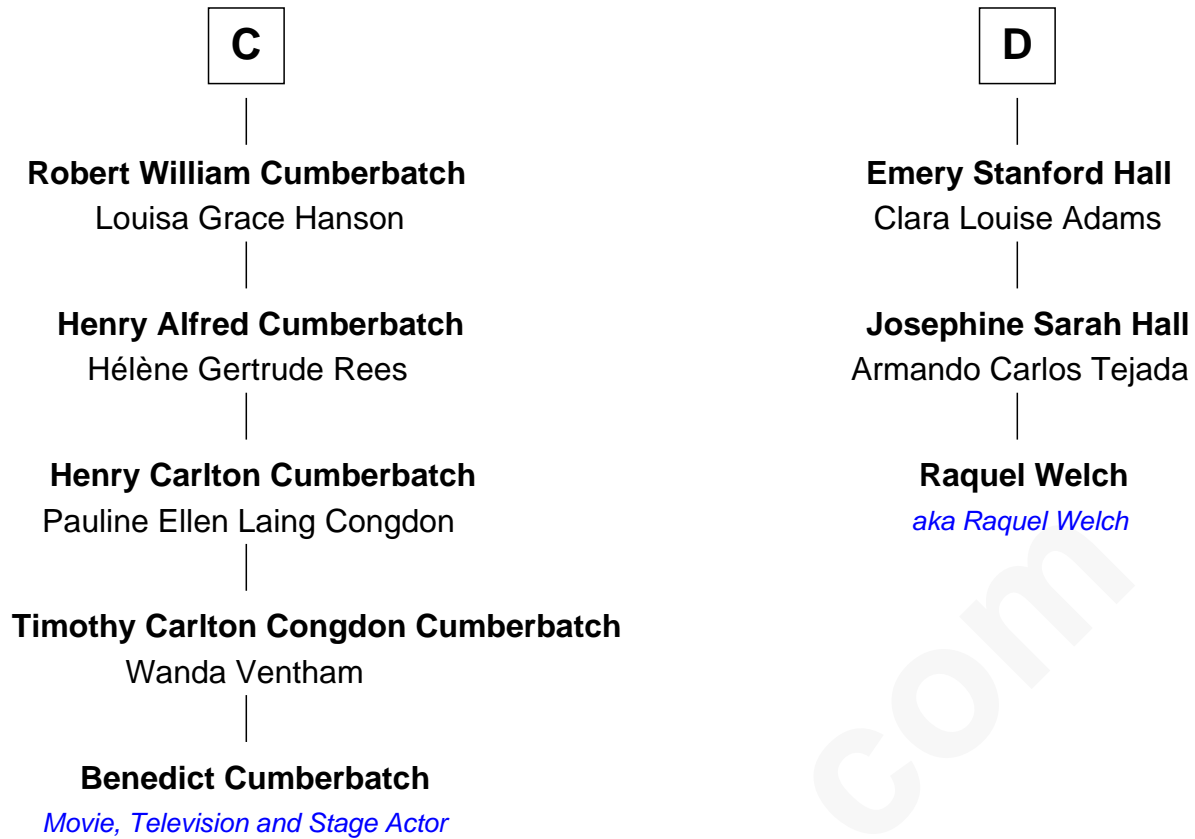 C
Robert William Cumberbatch
Louisa Grace Hanson
Henry Alfred Cumberbatch
Hélène Gertrude Rees
Henry Carlton Cumberbatch
Pauline Ellen Laing Congdon
Timothy Carlton Congdon Cumberbatch
Wanda Ventham
Benedict Cumberbatch
Movie, Television and Stage Actor
D
Emery Stanford Hall
Clara Louise Adams
Josephine Sarah Hall
Armando Carlos Tejada
Raquel Welch
aka Raquel Welch
com